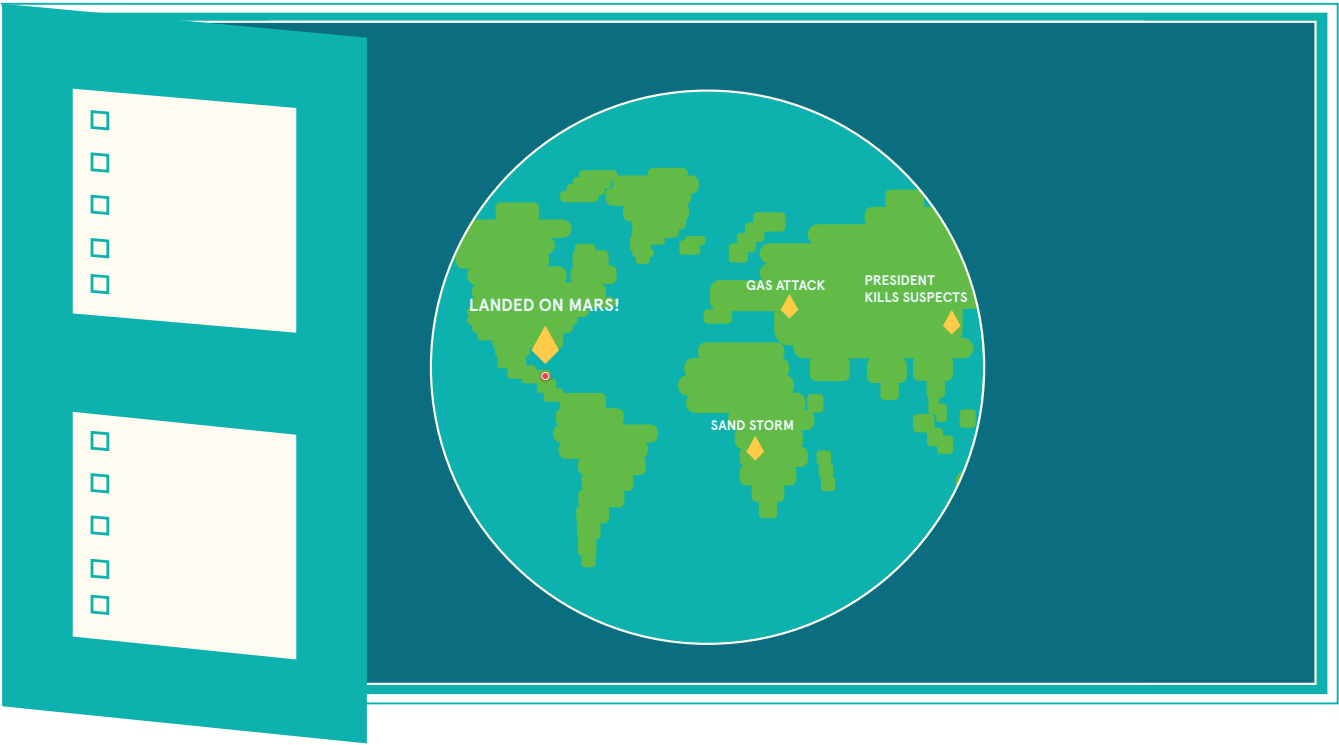 LANDED ON MARS!
GAS ATTACK
PRESIDENT
KILLS SUSPECTS
SAND STORM